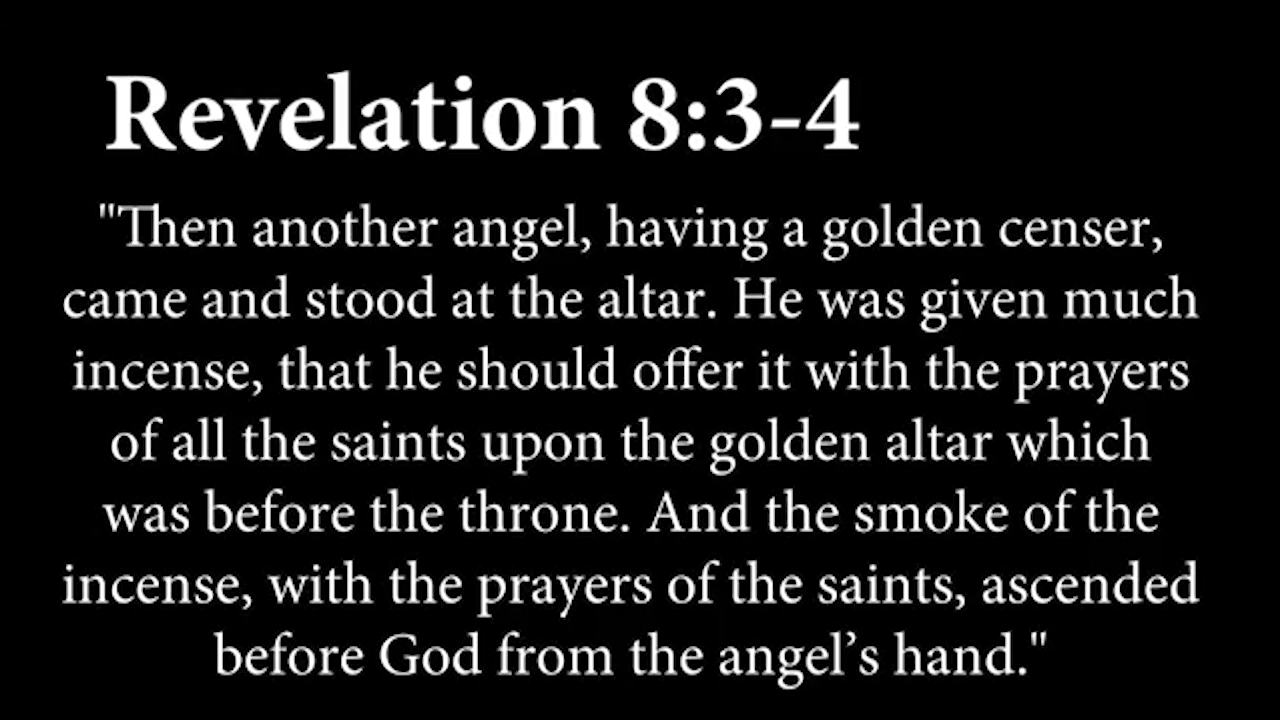 Revelation 8:3-4
"Then another angel, having a golden censer,
came and stood at the altar. He was given much
incense, that he should offer it with the prayers
of all the saints upon the golden altar which
was before the throne. And the smoke of the
incense, with the prayers of the saints, ascended
before God from the angel’s hand."